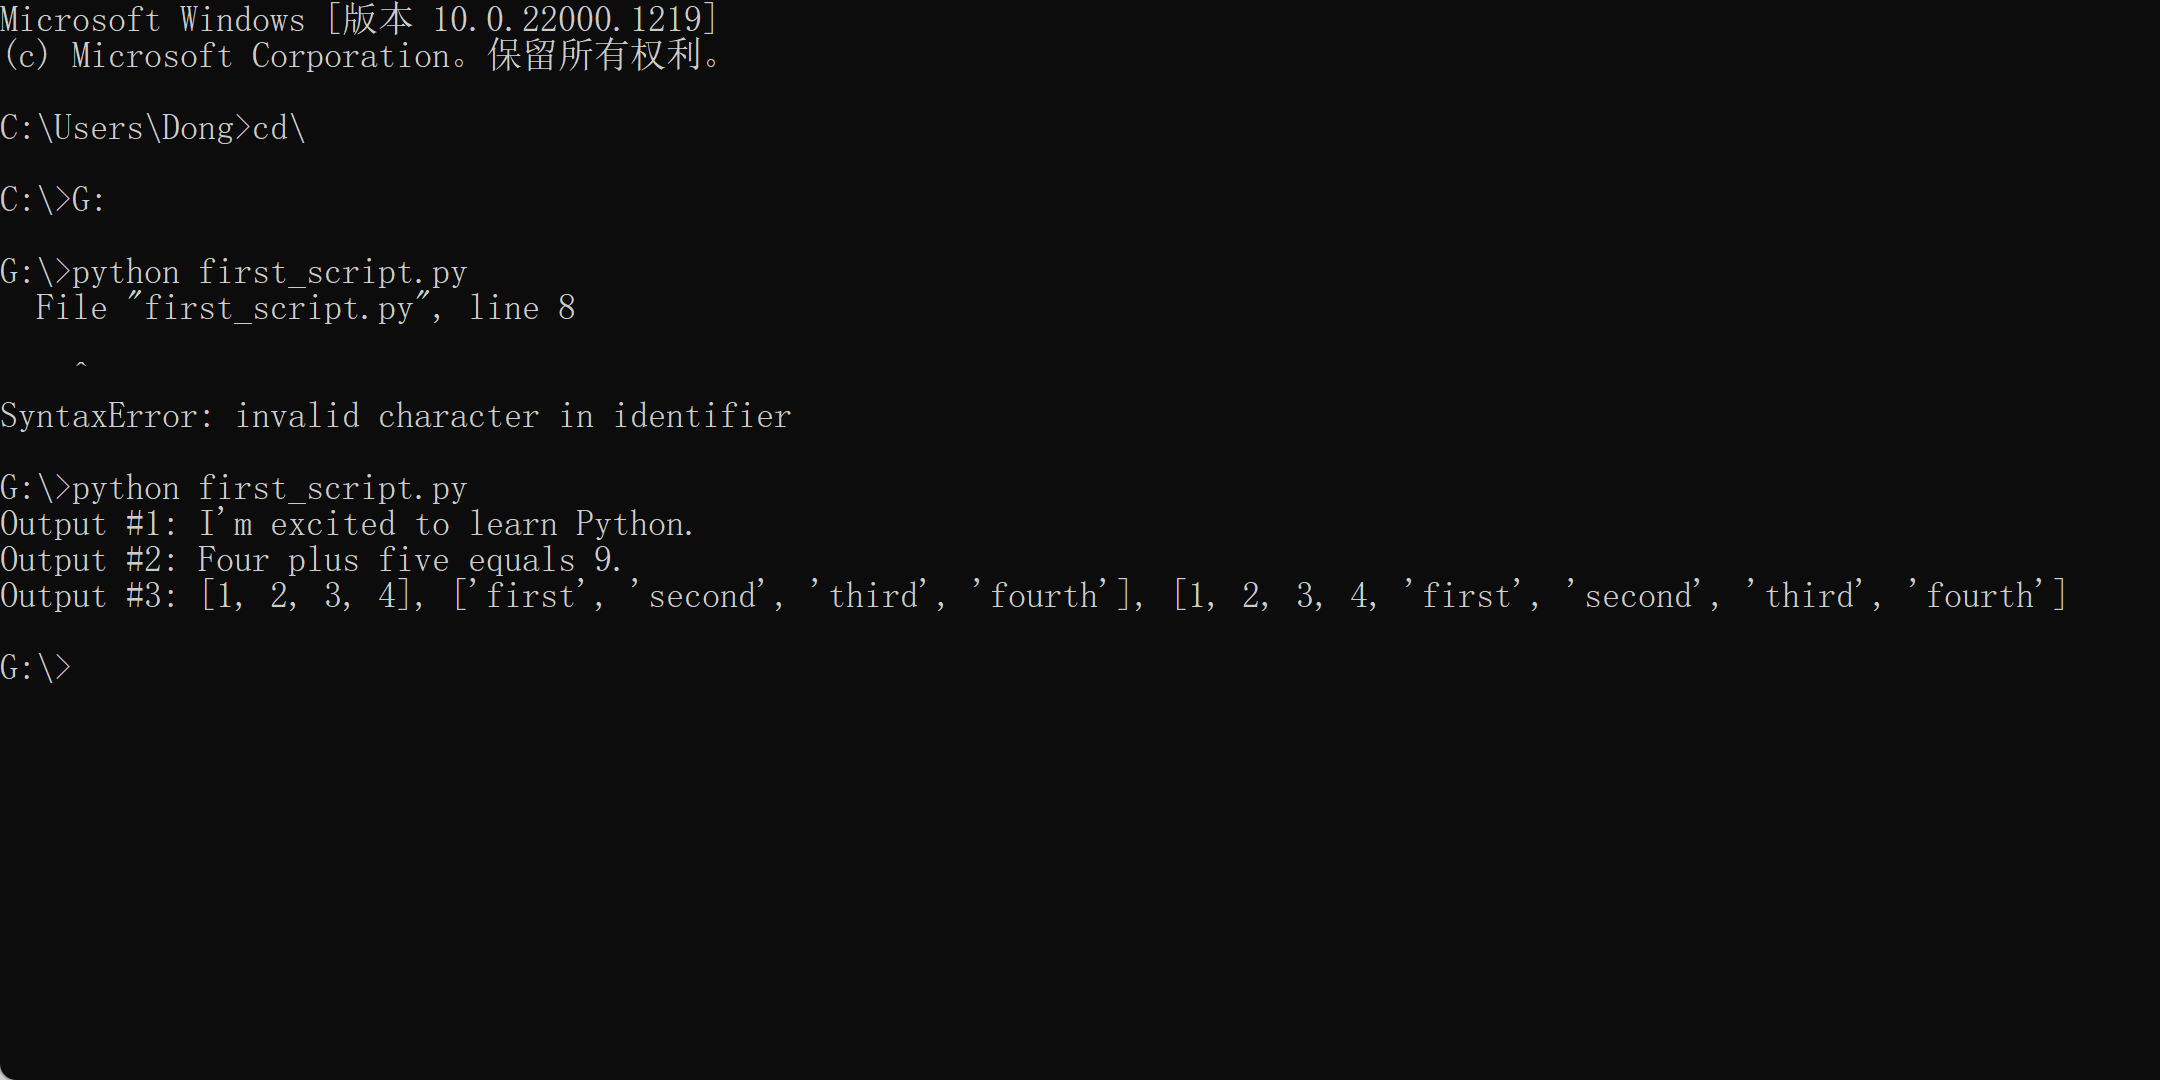 Microsoft Windows [版本 10.0.22000.1219]
(c) Microsoft Corporation。保留所有权利。
C:\Users\Dong>cd\
C:\>G:
G:\>python first_script.py
File "first_script.py", line 8
^
SyntaxError: invalid character in identifier
G:\>python first_script.py
Output #1: I'm excited to learn Python.
Output #2: Four plus five equals 9.
Output #3: [1, 2, 3, 4], ['first', 'second', 'third', 'fourth'], [1, 2, 3, 4, 'first', 'second', 'third', 'fourth']
G:\>